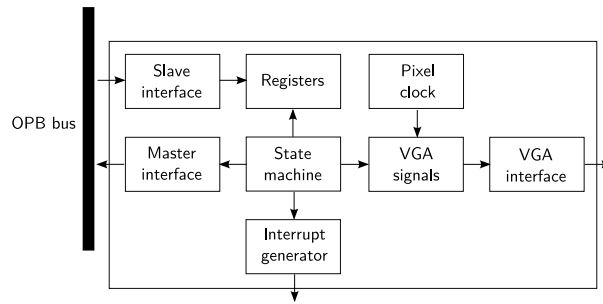 Slave
interface
Registers
Pixel
clock
OPB bus
Master
interface
State
machine
VGA
signals
VGA
interface
Interrupt
generator